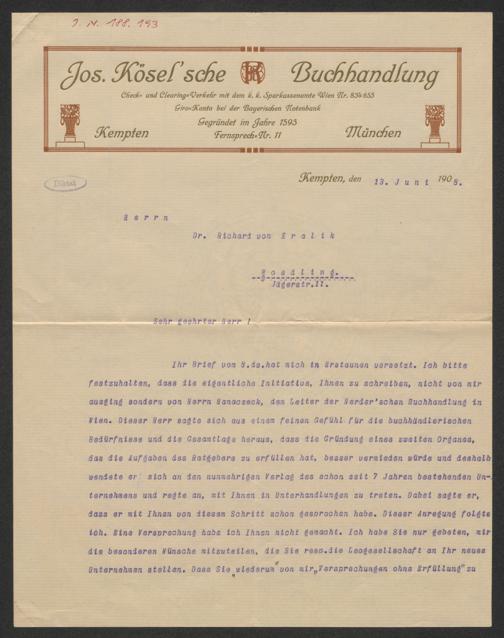 I. N. 188.193
Jos. Kösel'sche Buchhandlung
Check- und Clearing-Verkehr mit dem k. k. Sparkassenamte Wien Nr. 834655
Giro-Konto bei der Bayerischen Notenbank
Gegründet im Jahre 1593
Kempten Fernsprech-Nr. 11 München
Kempten, den 13. Juni 1908.
Diktat
Herrn
Dr. Richard von Kralik
Jägerstr.11.
Sehr geehrter Herr !
Ihr Brief vom 8.ds.hat mich in Erstaunen versetzt. Ich bitte
festzuhalten, dass die eigentliche Initiative, Ihnen zu schreiben, nicht von mir
ausging sondern von Herrn Hanaczeck, dem Leiter der Herder'schen Buchhandlung in
Wien. Dieser Herr sagte sich aus einem feinen Gefühl für die buchhändlerischen
Bedürfnisse und die Gesamtlage heraus, dass die Gründung eines zweiten Organes,
das die Aufgaben des Ratgebers zu erfüllen hat, besser vermieden würde und deshalb
wendete er sich an den nunmehrigen Verlag des schon seit 7 Jahren bestehenden Un-
ternehmens und regte an, mit Ihnen in Unterhandlungen zu treten. Dabei sagte er,
dass er mit Ihnen von diesem Schritt schon gesprochen habe. Dieser Anregung folgte
ich. Eine Versprechung habe ich Ihnen nicht gemacht. Ich habe Sie nur gebeten, mir
die besonderen Wünsche mitzuteilen, die Sie resp.die Leogesellschaft an Ihr neues
Unternehmen stellen. Dass Sie „wiederum" von mir „Versprechungen ohne Erfüllung" zu